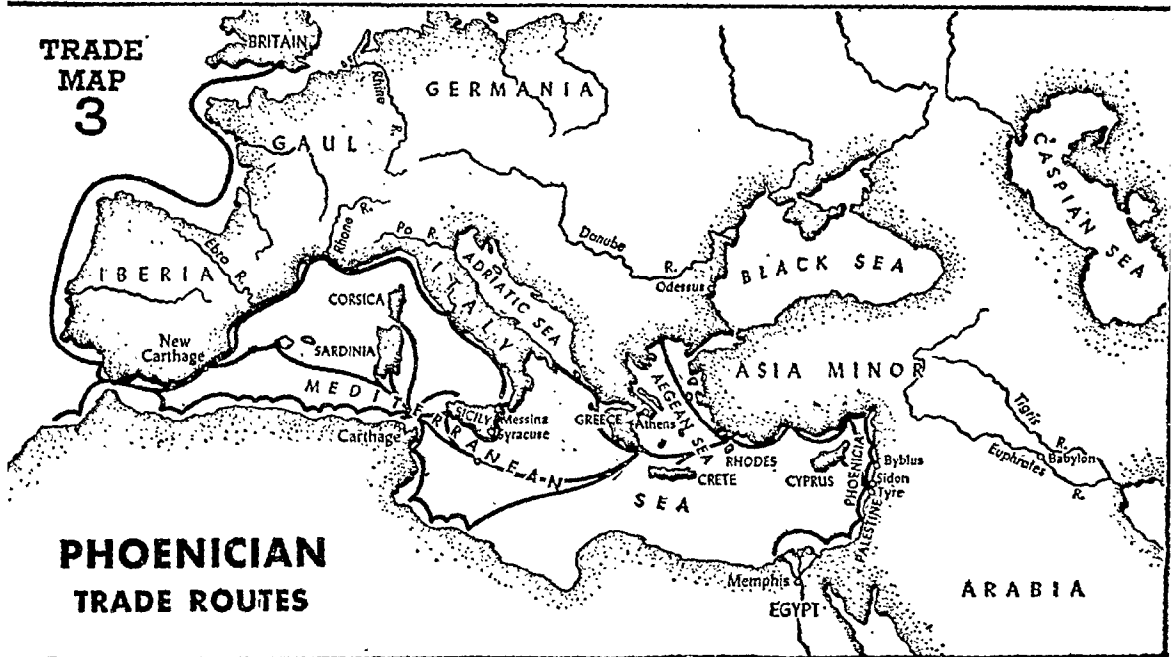 TRADE
MAP
3
BRITAIN
GERMANIA
Rhine
R.
GAUL
CASPIAN SEA
Rhone R.
Po R.
Danube
R.
Odessus
BLACK SEA
Ebro R.
IBERIA
ITALY
ADRIATIC SEA
CORSICA
SARDINIA
New
Carthage
ASIA MINOR
AEGEAN SEA
MEDITERRANEAN
SEA
SICILY
Messina
Syracuse
GREECE
Athens
Carthage
RHODES
CRETE
CYPRUS
PHOENICIA
Byblus
Sidon
Tyre
PALESTINE
Tigris
R.
Babylon
Euphrates
R.
Memphis
EGYPT
ARABIA
PHOENICIAN
TRADE ROUTES